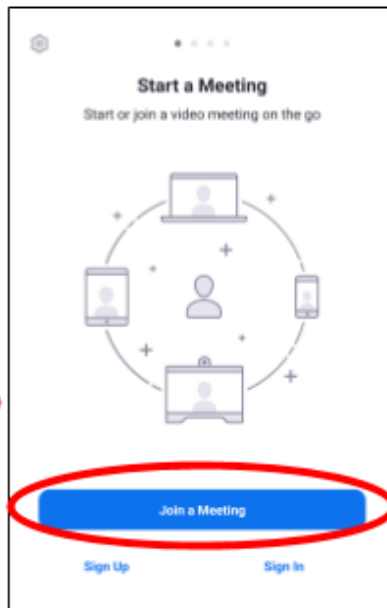 Start a Meeting
Start or join a video meeting on the go
Join a Meeting
Sign Up
Sign In